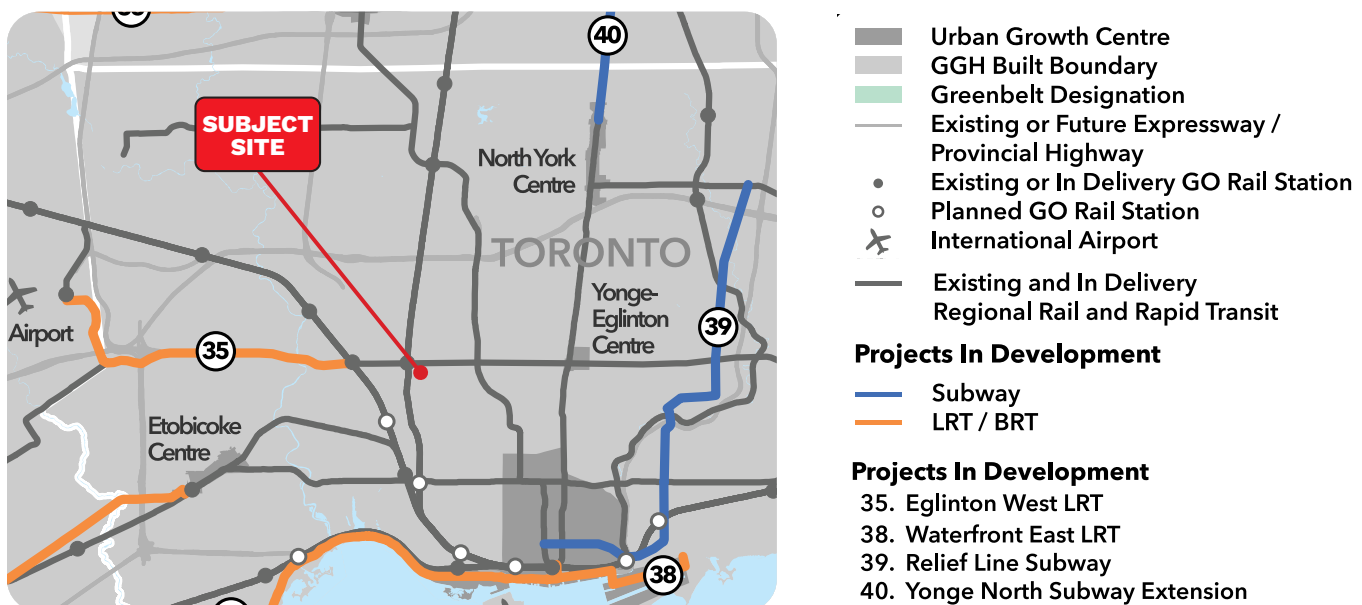 40
SUBJECT
SITE
North York
Centre
TORONTO
Yonge-
Eglinton
Centre
39
Airport
35
Etobicoke
Centre
38
Urban Growth Centre
GGH Built Boundary
Greenbelt Designation
Existing or Future Expressway /
Provincial Highway
Existing or In Delivery GO Rail Station
Planned GO Rail Station
International Airport
Existing and In Delivery
Regional Rail and Rapid Transit
Projects In Development
Subway
LRT / BRT
Projects In Development
35. Eglinton West LRT
38. Waterfront East LRT
39. Relief Line Subway
40. Yonge North Subway Extension